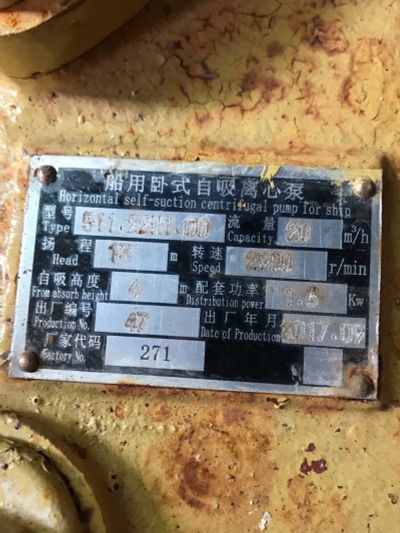 船用卧式自吸离心泵
Horizontal self-suction centrifugal pump for ship
型号 流量 20 m³/h
Type Capacity
扬程 m 转速 r/min
Head Speed
自吸高度 4 m 配套功率 Kw
From absorb height Distribution power
出厂编号 47 出厂年月 2017.09
Production No. Date of Production
厂家代码 271
Factory No.